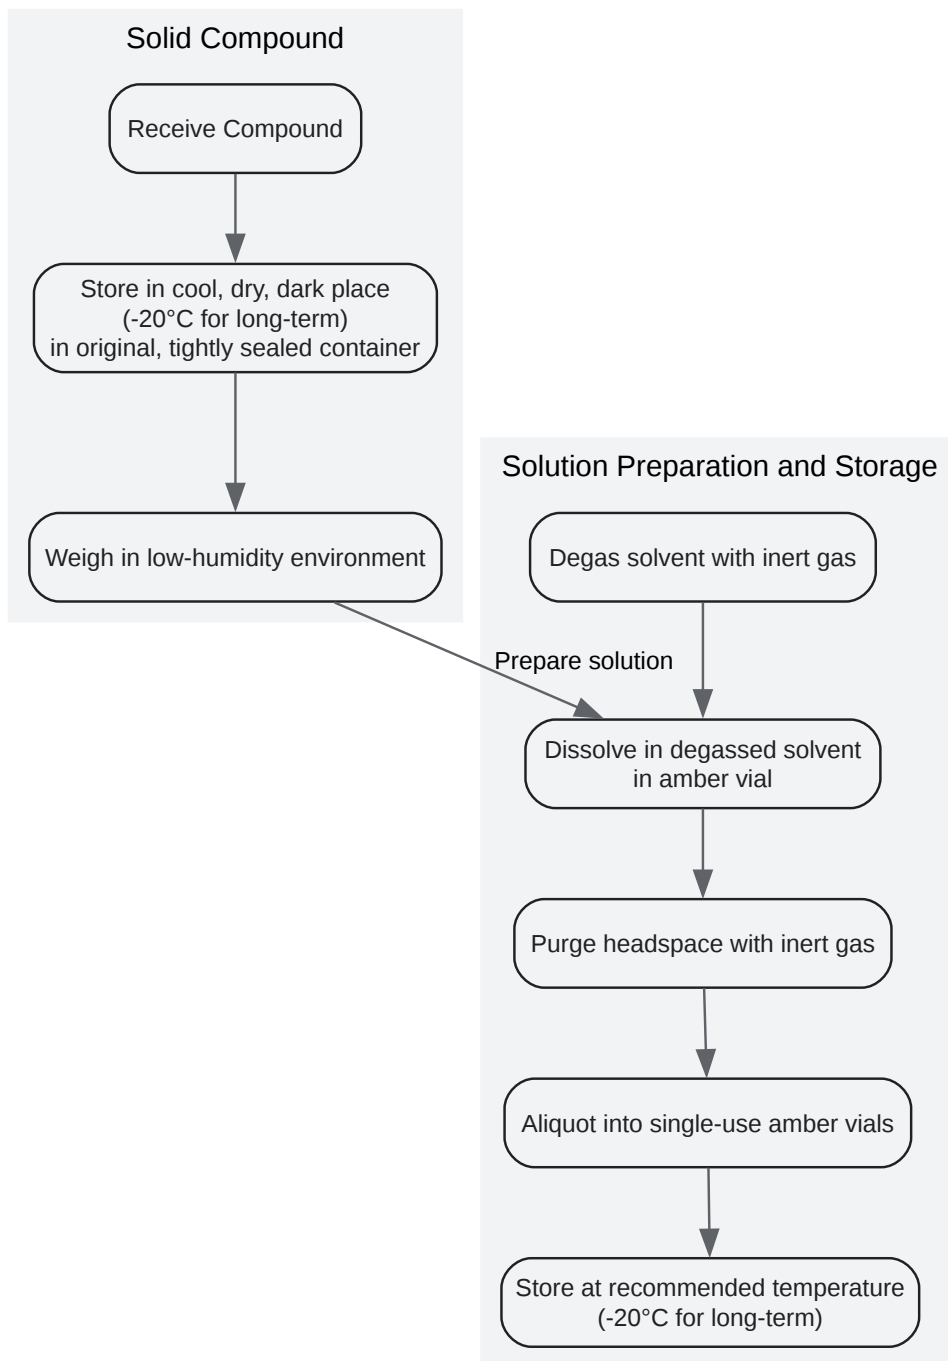 Solid Compound
Receive Compound
Store in cool, dry, dark place
(-20°C for long-term)
in original, tightly sealed container
Weigh in low-humidity environment
Solution Preparation and Storage
Degas solvent with inert gas
Prepare solution
Dissolve in degassed solvent
in amber vial
Purge headspace with inert gas
Aliquot into single-use amber vials
Store at recommended temperature
(-20°C for long-term)